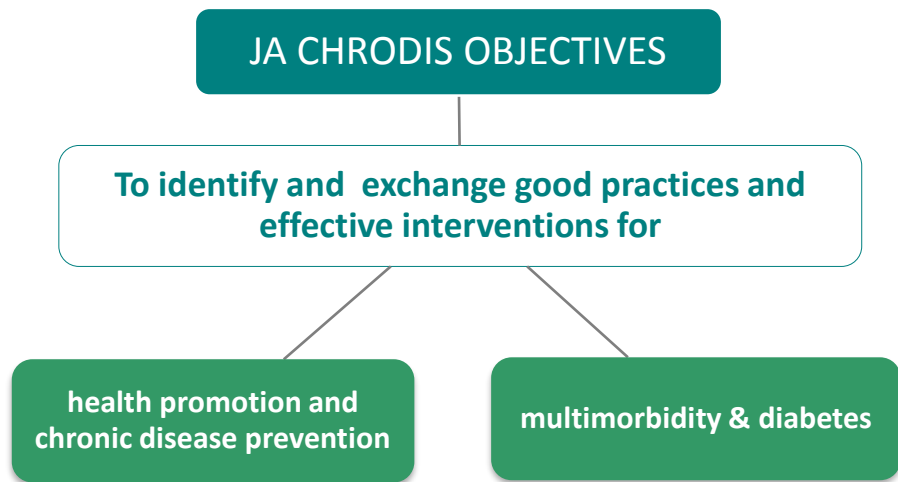 JA CHRODIS OBJECTIVES
To identify and exchange good practices and
effective interventions for
health promotion and
chronic disease prevention
multimorbidity & diabetes